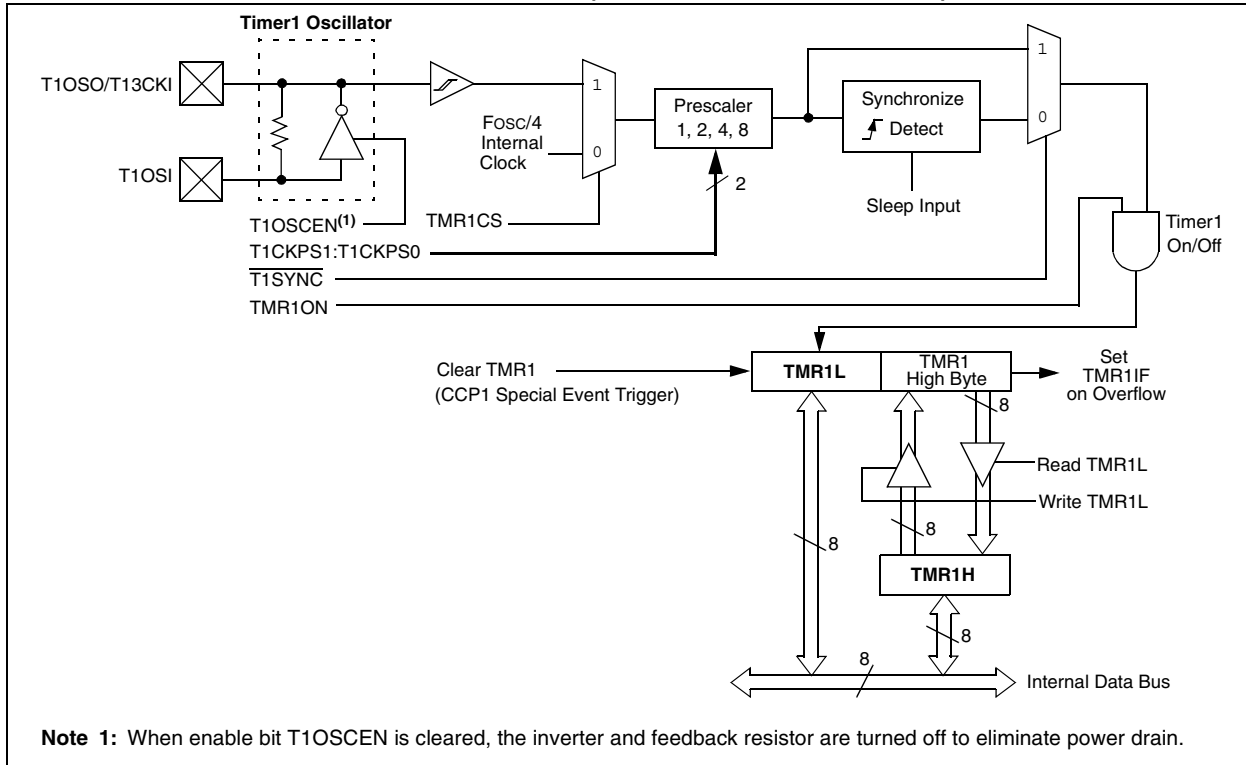 Timer1 Oscillator
T1OSO/T13CKI
T1OSI
FOSC/4
Internal
Clock
1
0
Prescaler
1, 2, 4, 8
2
Synchronize
Detect
Sleep Input
1
0
T1OSCEN(1)
TMR1CS
T1CKPS1:T1CKPS0
T1SYNC
TMR1ON
Timer1
On/Off
Clear TMR1
(CCP1 Special Event Trigger)
TMR1L
TMR1
High Byte
Set
TMR1IF
on Overflow
8
Read TMR1L
Write TMR1L
8
8
TMR1H
8
8
Internal Data Bus
Note 1: When enable bit T1OSCEN is cleared, the inverter and feedback resistor are turned off to eliminate power drain.